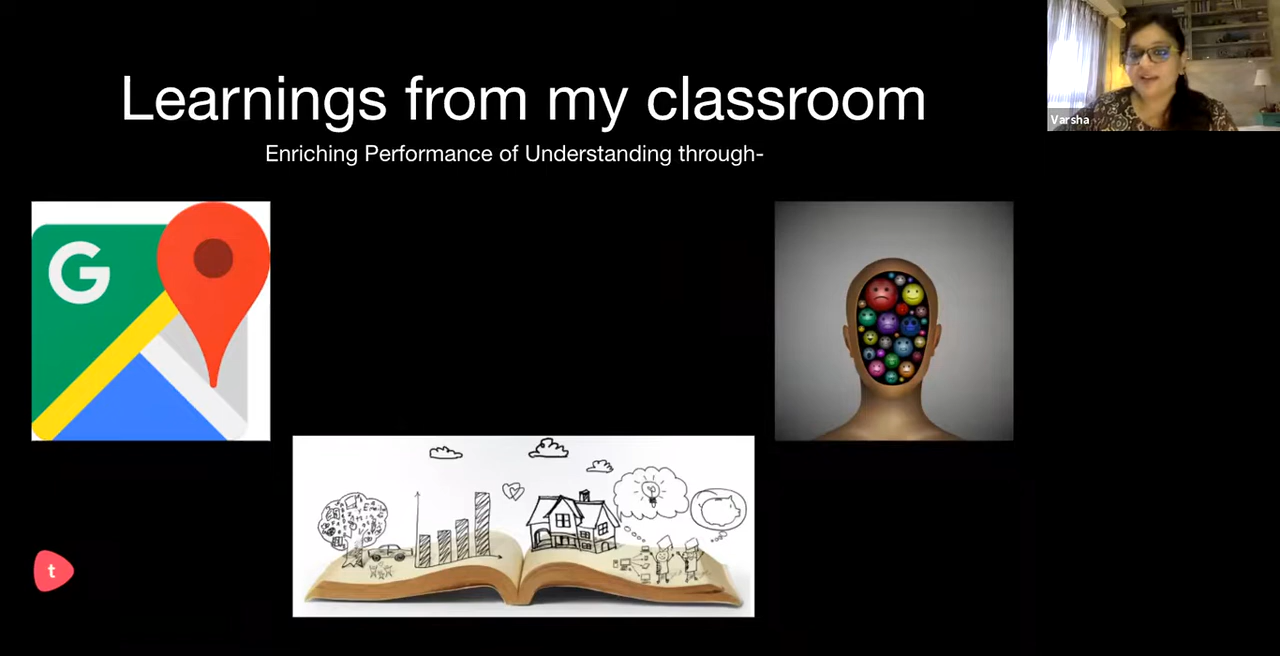 Learnings from my classroom
Enriching Performance of Understanding through-
Varsha
G
t